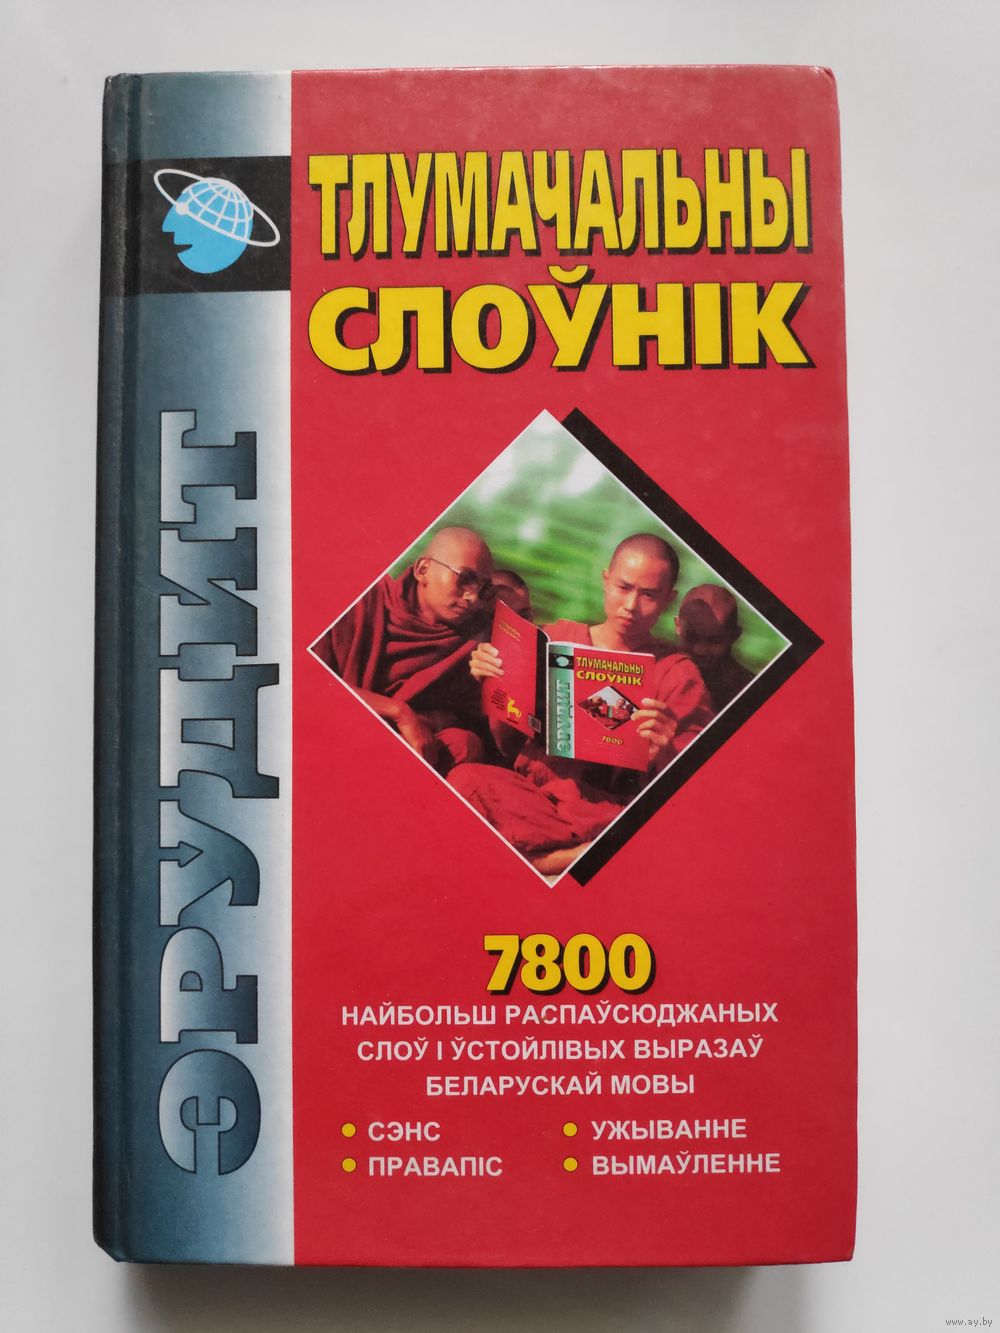 ТЛУМАЧАЛЬНЫ
СЛОЎНІК
ЭРУДИТ
ТЛУМАЧАЛЬНЫ
СЛОЎНІК
ЭРУДИТ
7800
7800
НАЙБОЛЬШ РАСПАЎСЮДЖАНЫХ
СЛОЎ І ЎСТОЙЛІВЫХ ВЫРАЗАЎ
БЕЛАРУСКАЙ МОВЫ
• СЭНС
• УЖЫВАННЕ
• ПРАВАПІС
• ВЫМАЎЛЕННЕ
www.ay.by